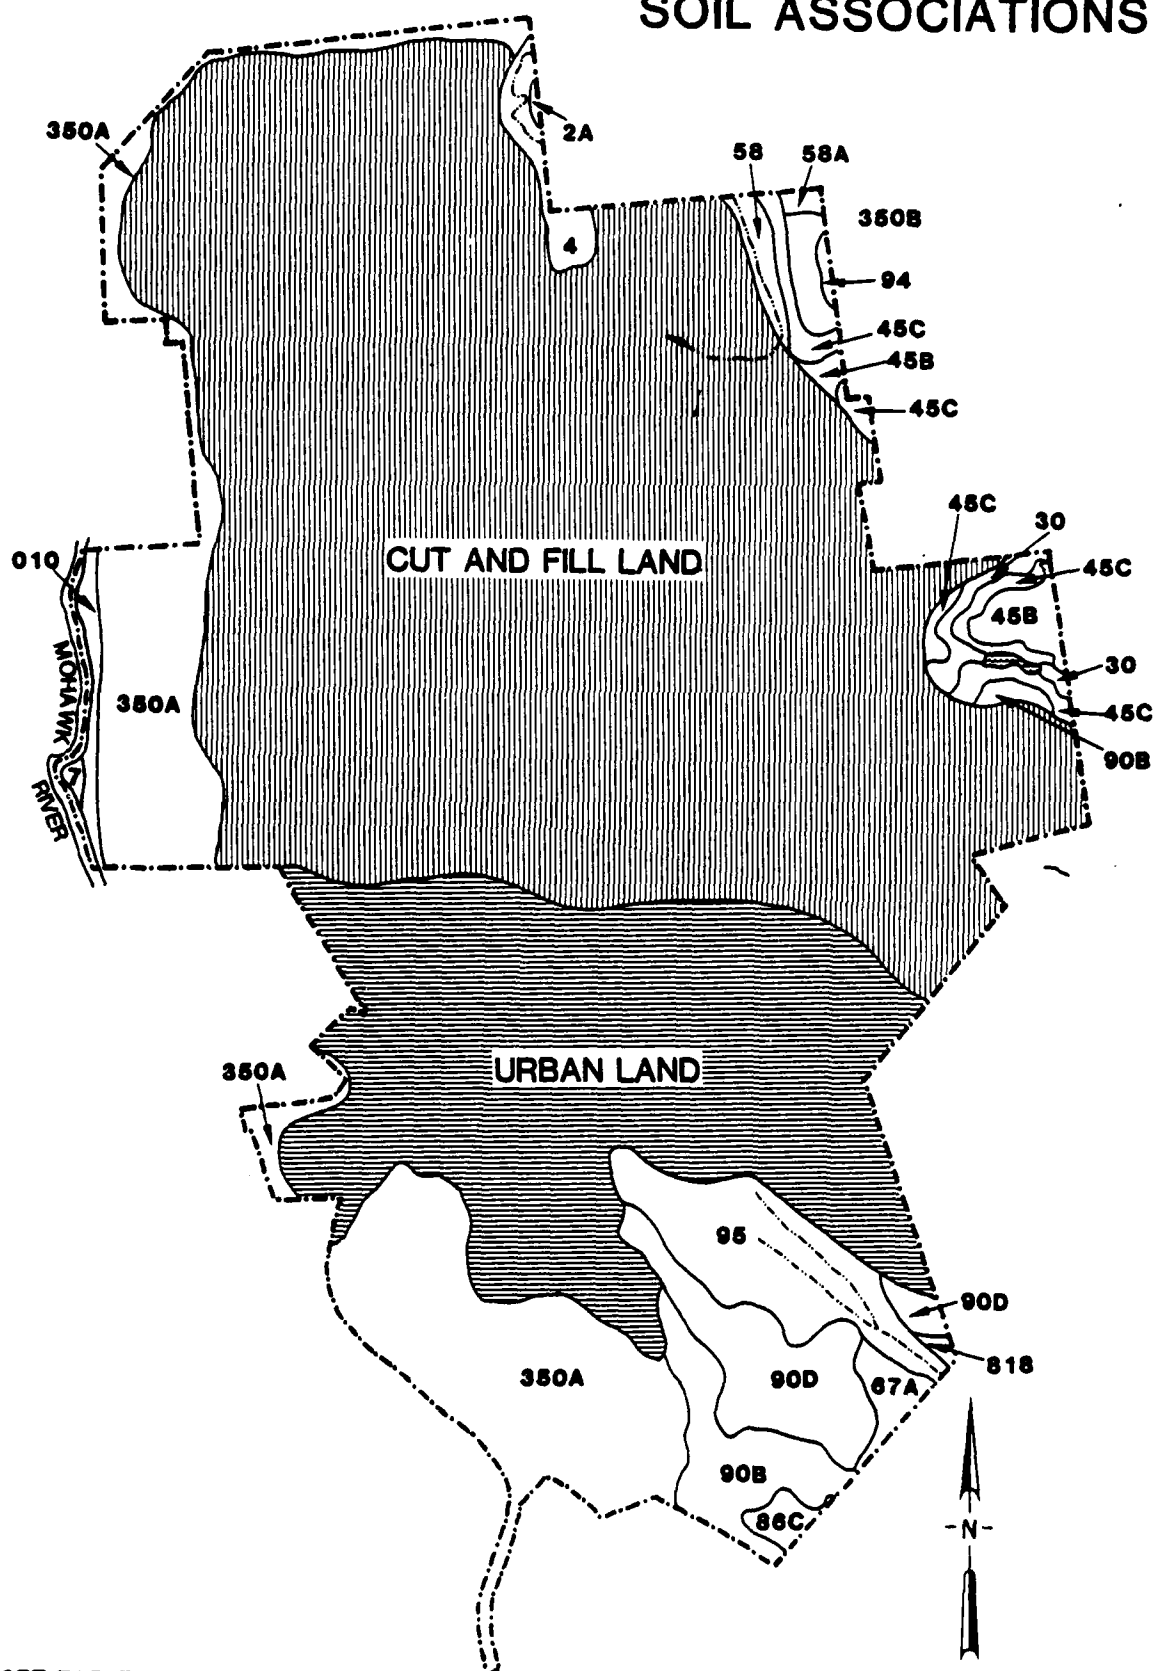 SOIL ASSOCIATIONS
350A
2A
58
58A
350B
4
94
45C
45B
45C
45C
30
45C
010
CUT AND FILL LAND
45B
MOHAWK
RIVER
350A
30
45C
90B
350A
URBAN LAND
95
90D
818
350A
90D
67A
90B
86C
-N-